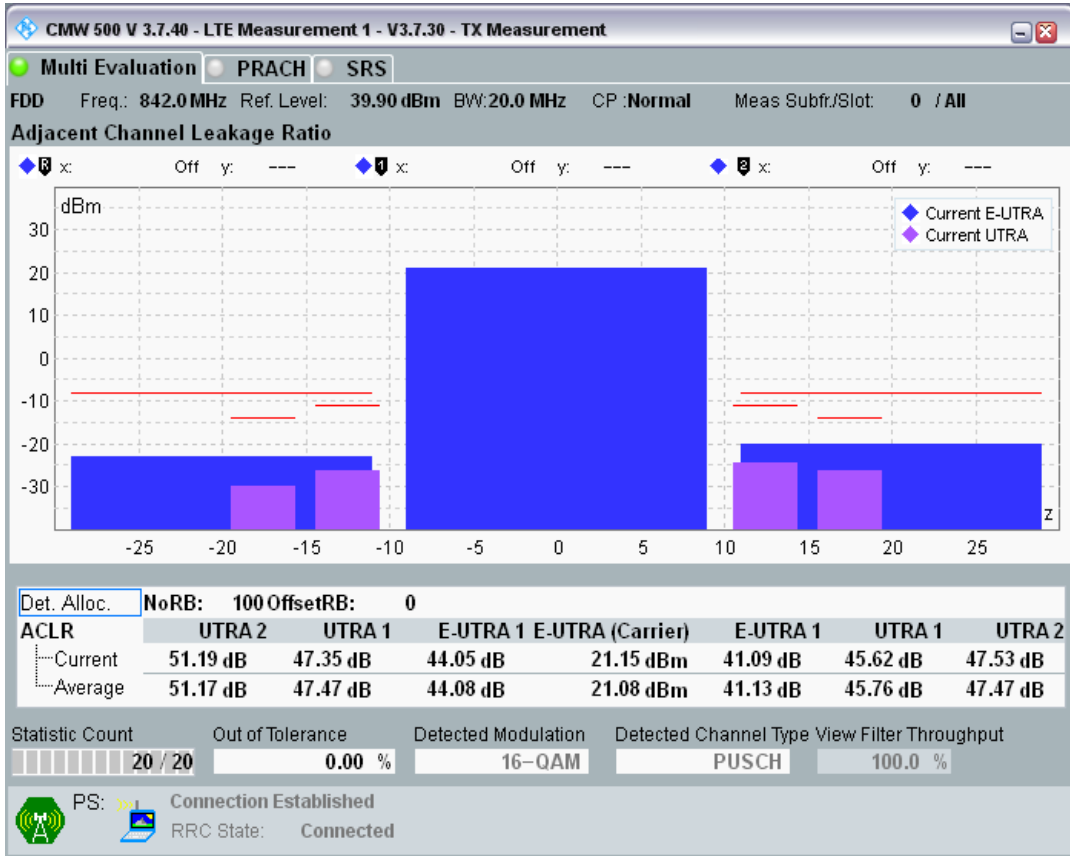 CMW 500 V 3.7.40 - LTE Measurement 1 - V3.7.30 - TX Measurement
Multi Evaluation PRACH SRS
FDD Freq.: 842.0 MHz Ref. Level: 39.90 dBm BW: 20.0 MHz CP : Normal Meas Subfr./Slot: 0 / All
Adjacent Channel Leakage Ratio
R x: Off y: --- 1 x: Off y: --- 2 x: Off y: ---
dBm
Current E-UTRA
Current UTRA
30
20
10
0
-10
-20
-30
z
-25 -20 -15 -10 -5 0 5 10 15 20 25
Det. Alloc. NoRB: 100 OffsetRB: 0
ACLR UTRA 2 UTRA 1 E-UTRA 1 E-UTRA (Carrier) E-UTRA 1 UTRA 1 UTRA 2
Current 51.19 dB 47.35 dB 44.05 dB 21.15 dBm 41.09 dB 45.62 dB 47.53 dB
Average 51.17 dB 47.47 dB 44.08 dB 21.08 dBm 41.13 dB 45.76 dB 47.47 dB
Statistic Count Out of Tolerance Detected Modulation Detected Channel Type View Filter Throughput
20 / 20 0.00 % 16-QAM PUSCH 100.0 %
PS: Connection Established
RRC State: Connected